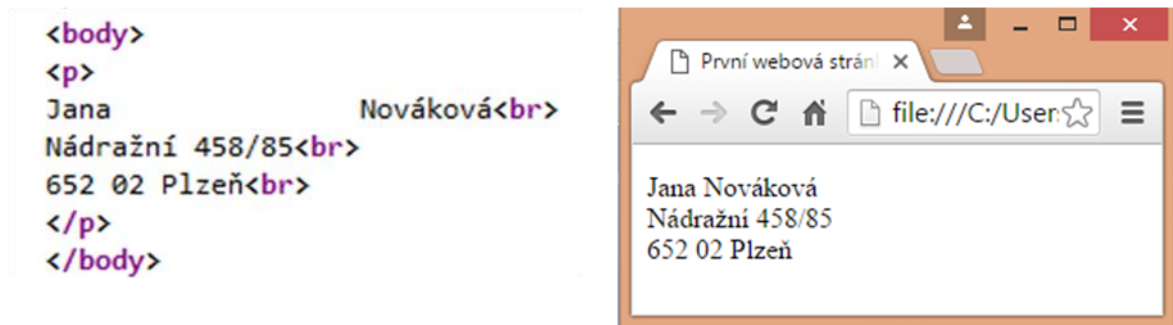 <body>
<p>
Jana                Nováková<br>
Nádražní 458/85<br>
652 02 Plzeň<br>
</p>
</body>
První webová strán
file:///C:/User
Jana Nováková
Nádražní 458/85
652 02 Plzeň